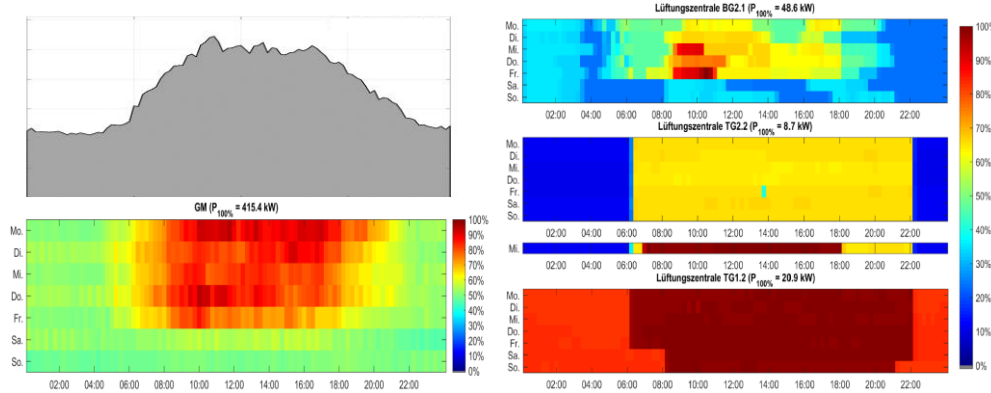 GM (P100% = 415.4 kW)
Mo.
Di.
Mi.
Do.
Fr.
Sa.
So.
02:00 04:00 06:00 08:00 10:00 12:00 14:00 16:00 18:00 20:00 22:00
100%
90%
80%
70%
60%
50%
40%
30%
20%
10%
0%
Lüftungszentrale BG2.1 (P100% = 48.6 kW)
Mo.
Di.
Mi.
Do.
Fr.
Sa.
So.
02:00 04:00 06:00 08:00 10:00 12:00 14:00 16:00 18:00 20:00 22:00
Lüftungszentrale TG2.2 (P100% = 8.7 kW)
Mo.
Di.
Mi.
Do.
Fr.
Sa.
So.
02:00 04:00 06:00 08:00 10:00 12:00 14:00 16:00 18:00 20:00 22:00
Mi.
02:00 04:00 06:00 08:00 10:00 12:00 14:00 16:00 18:00 20:00 22:00
Lüftungszentrale TG1.2 (P100% = 20.9 kW)
Mo.
Di.
Mi.
Do.
Fr.
Sa.
So.
02:00 04:00 06:00 08:00 10:00 12:00 14:00 16:00 18:00 20:00 22:00
100%
90%
80%
70%
60%
50%
40%
30%
20%
10%
0%